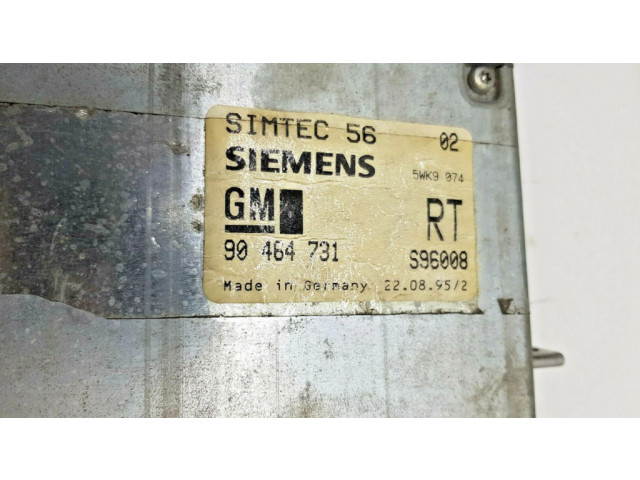 SIMTEC 56 02
SIEMENS 5WK9 074
GM RT
90 464 731 S96008
Made in Germany 22.08.95/2